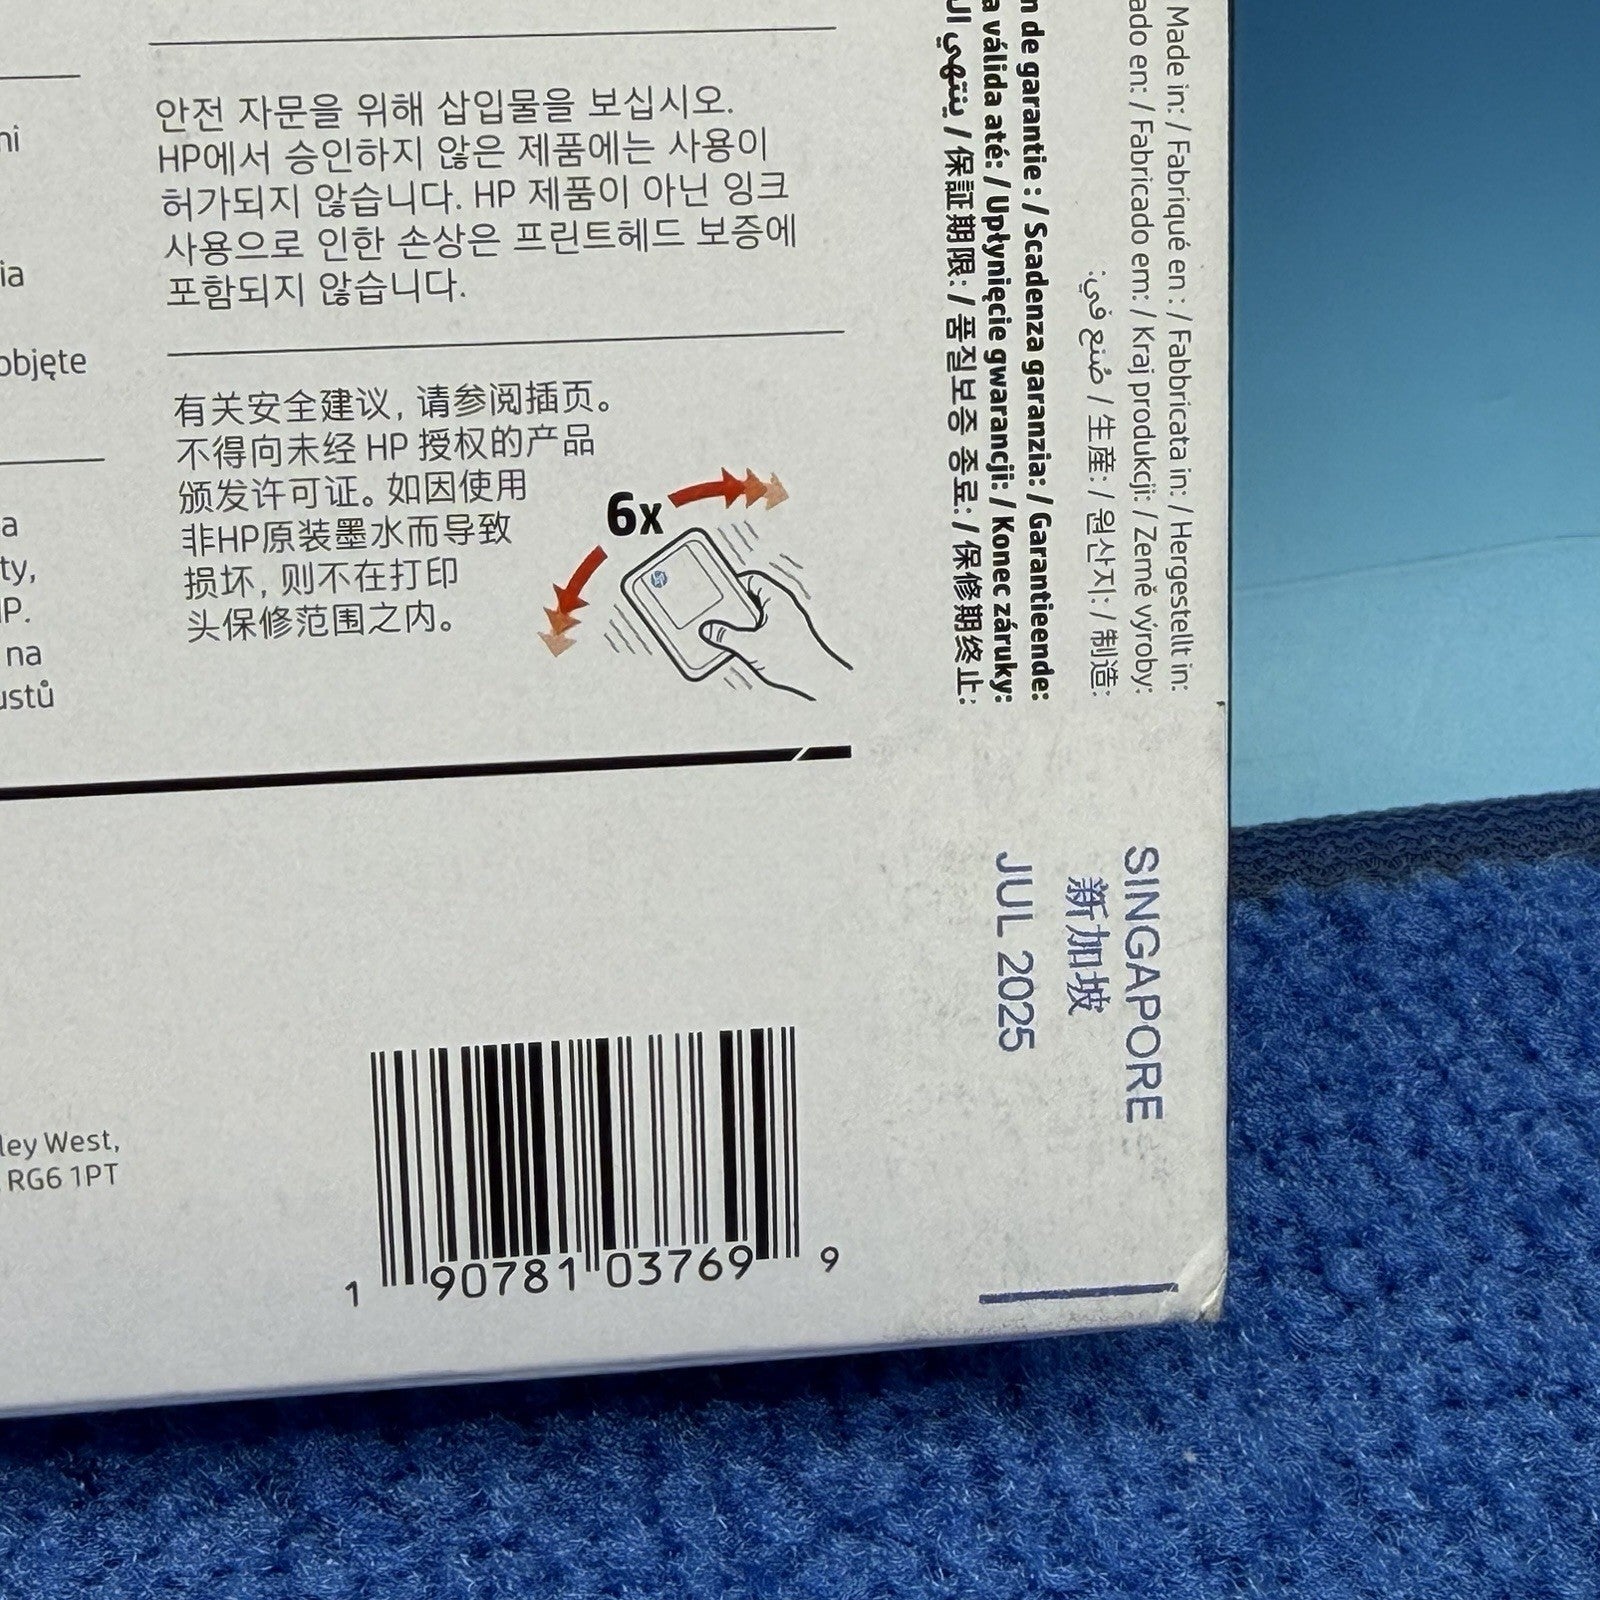 ni
ia
objęte
a
ty,
IP.
na
ustů
안전 자문을 위해 삽입물을 보십시오.
HP에서 승인하지 않은 제품에는 사용이
허가되지 않습니다. HP 제품이 아닌 잉크
사용으로 인한 손상은 프린트헤드 보증에
포함되지 않습니다.
有关安全建议, 请参阅插页。
不得向未经 HP 授权的产品
颁发许可证。如因使用
非HP原装墨水而导致
损坏, 则不在打印
头保修范围之内。
6x
Made in: / Fabriqué en : / Fabbricata in: / Hergestellt in:
ado en: / Fabricado em: / Kraj produkcji: / Země výroby:
صُنع في: / 生産: / 원산지: / 制造:
n de garantie : / Scadenza garanzia: / Garantieende:
a válida até: / Upłynięcie gwarancji: / Konec záruky:
ينتهي / 保証期限: / 품질보증 종료: / 保修期终止:
SINGAPORE
新加坡
JUL 2025
ley West,
RG6 1PT
1 90781 03769 9